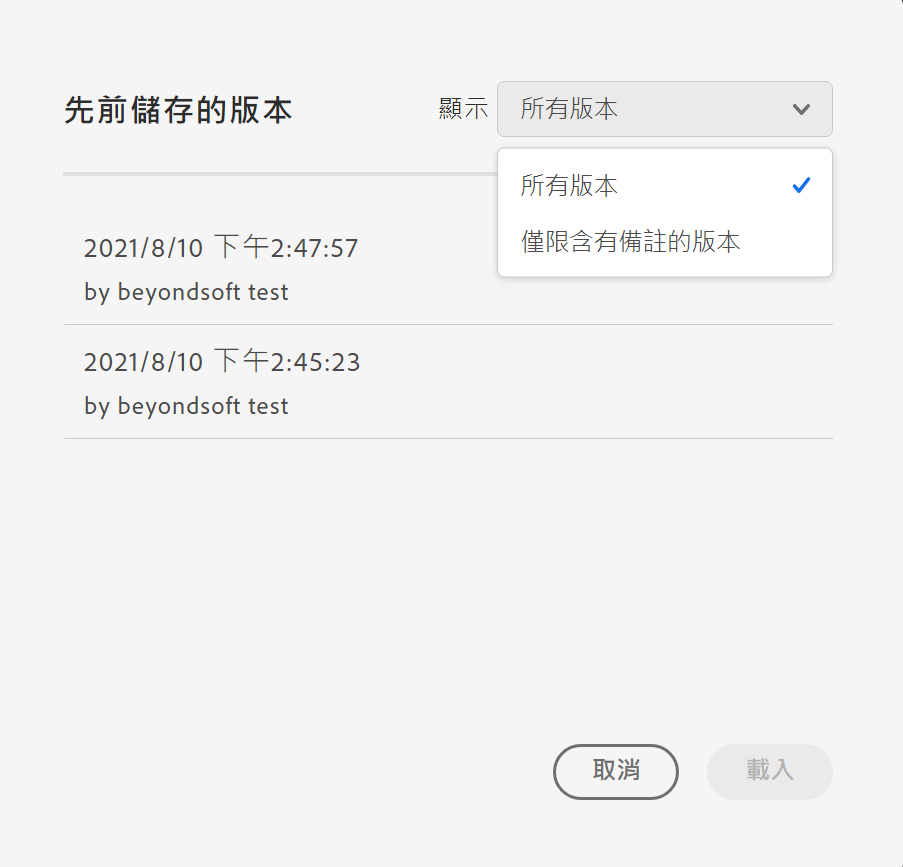 先前儲存的版本
顯示 所有版本
所有版本
僅限含有備註的版本
2021/8/10 下午2:47:57
by beyondsoft test
2021/8/10 下午2:45:23
by beyondsoft test
取消 載入